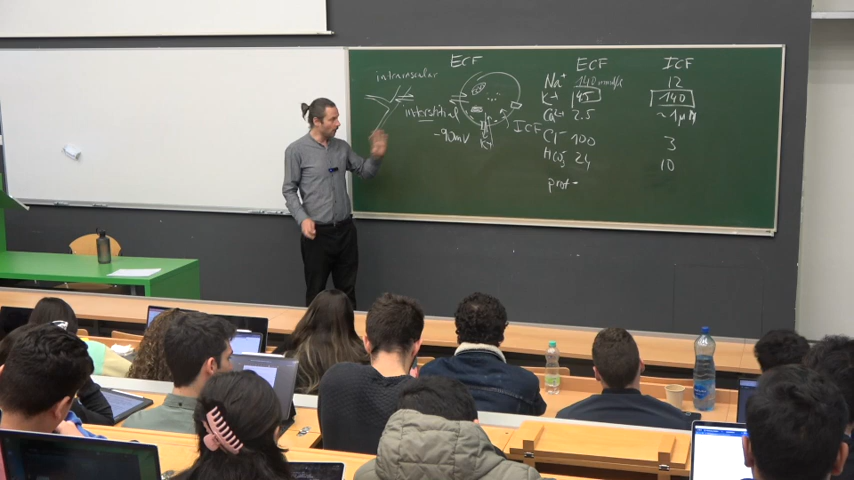 ECF
intravascular
interstitial
ICF
-90mV
K+
ECF ICF
Na+ 140 mmol/l 12
K+ 4,5 140
Ca2+ 2.5 ~1µM
Cl- 100 3
HCO3- 24 10
prot-